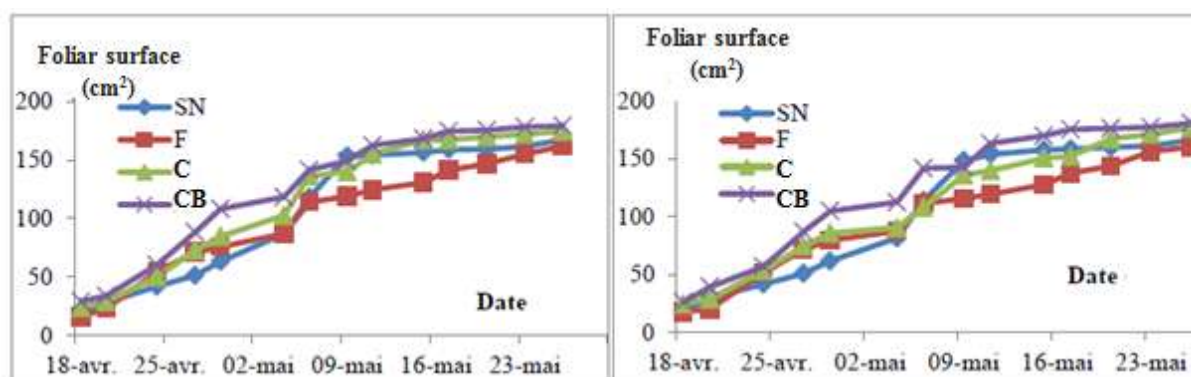 Foliar surface
(cm²)
200
150
100
50
0
SN
F
C
CB
Date
18-avr. 25-avr. 02-mai 09-mai 16-mai 23-mai
Foliar surface
(cm²)
200
150
100
50
0
SN
F
C
CB
Date
18-avr. 25-avr. 02-mai 09-mai 16-mai 23-mai